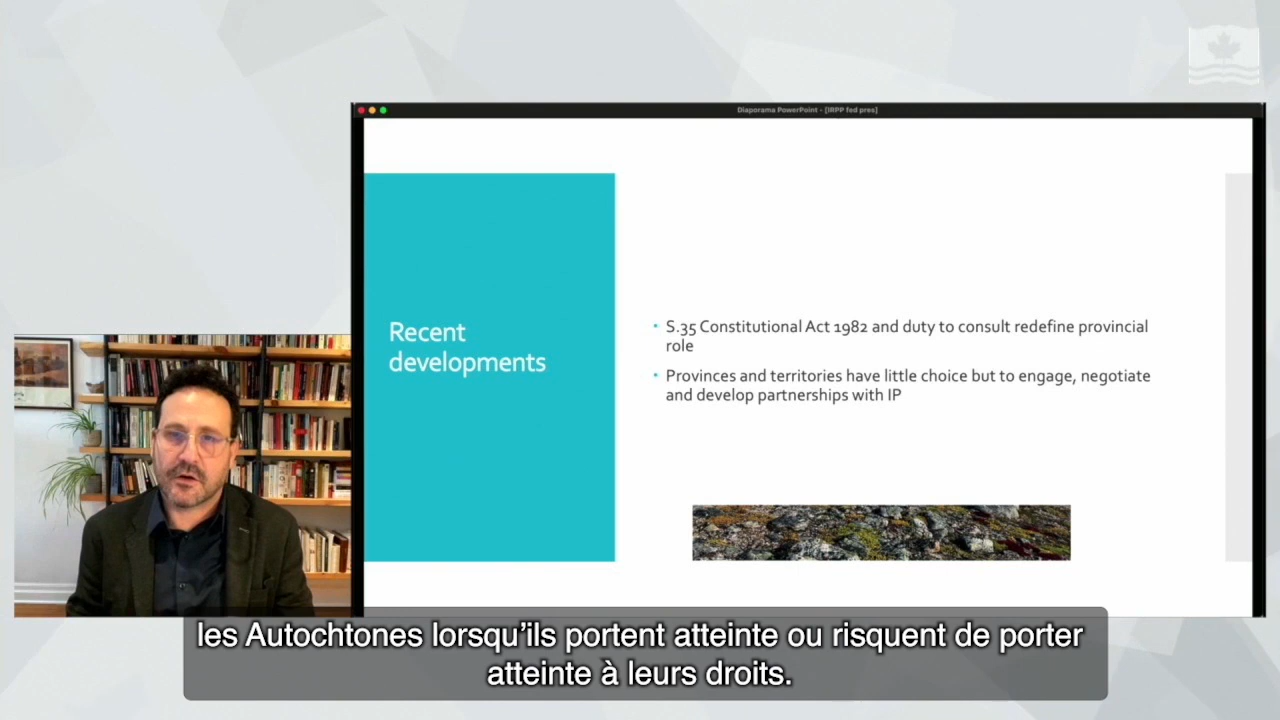 Diaporama PowerPoint - [IRPP fed pres]
Recent
developments
• S.35 Constitutional Act 1982 and duty to consult redefine provincial
role
• Provinces and territories have little choice but to engage, negotiate
and develop partnerships with IP
les Autochtones lorsqu’ils portent atteinte ou risquent de porter
atteinte à leurs droits.